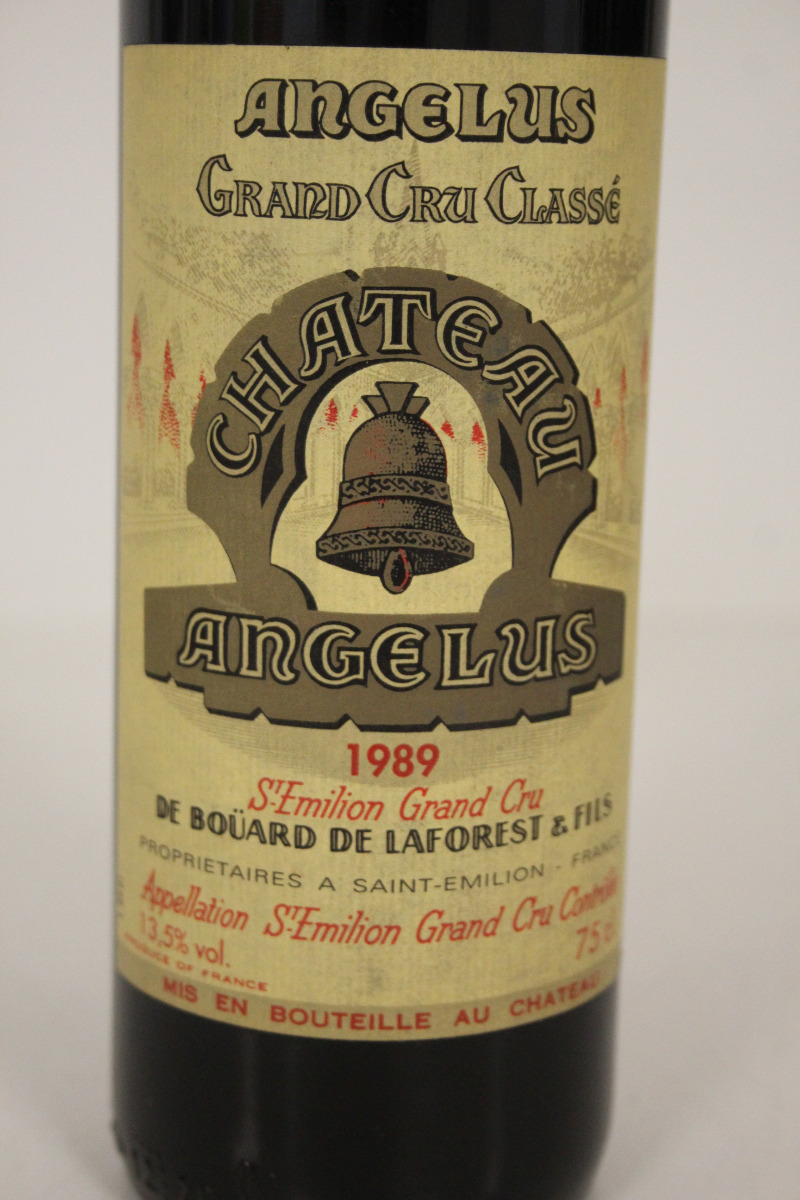 ANGELUS
GRAND CRU CLASSÉ
CHATEAU
ANGELUS
1989
ST-Emilion Grand Cru
DE BOÜARD DE LAFOREST & FILS
PROPRIETAIRES A SAINT-EMILION - FRANCE
Appellation ST-Emilion Grand Cru Contrôlée
13,5% vol.
75 c
PRODUCE OF FRANCE
MIS EN BOUTEILLE AU CHATEAU